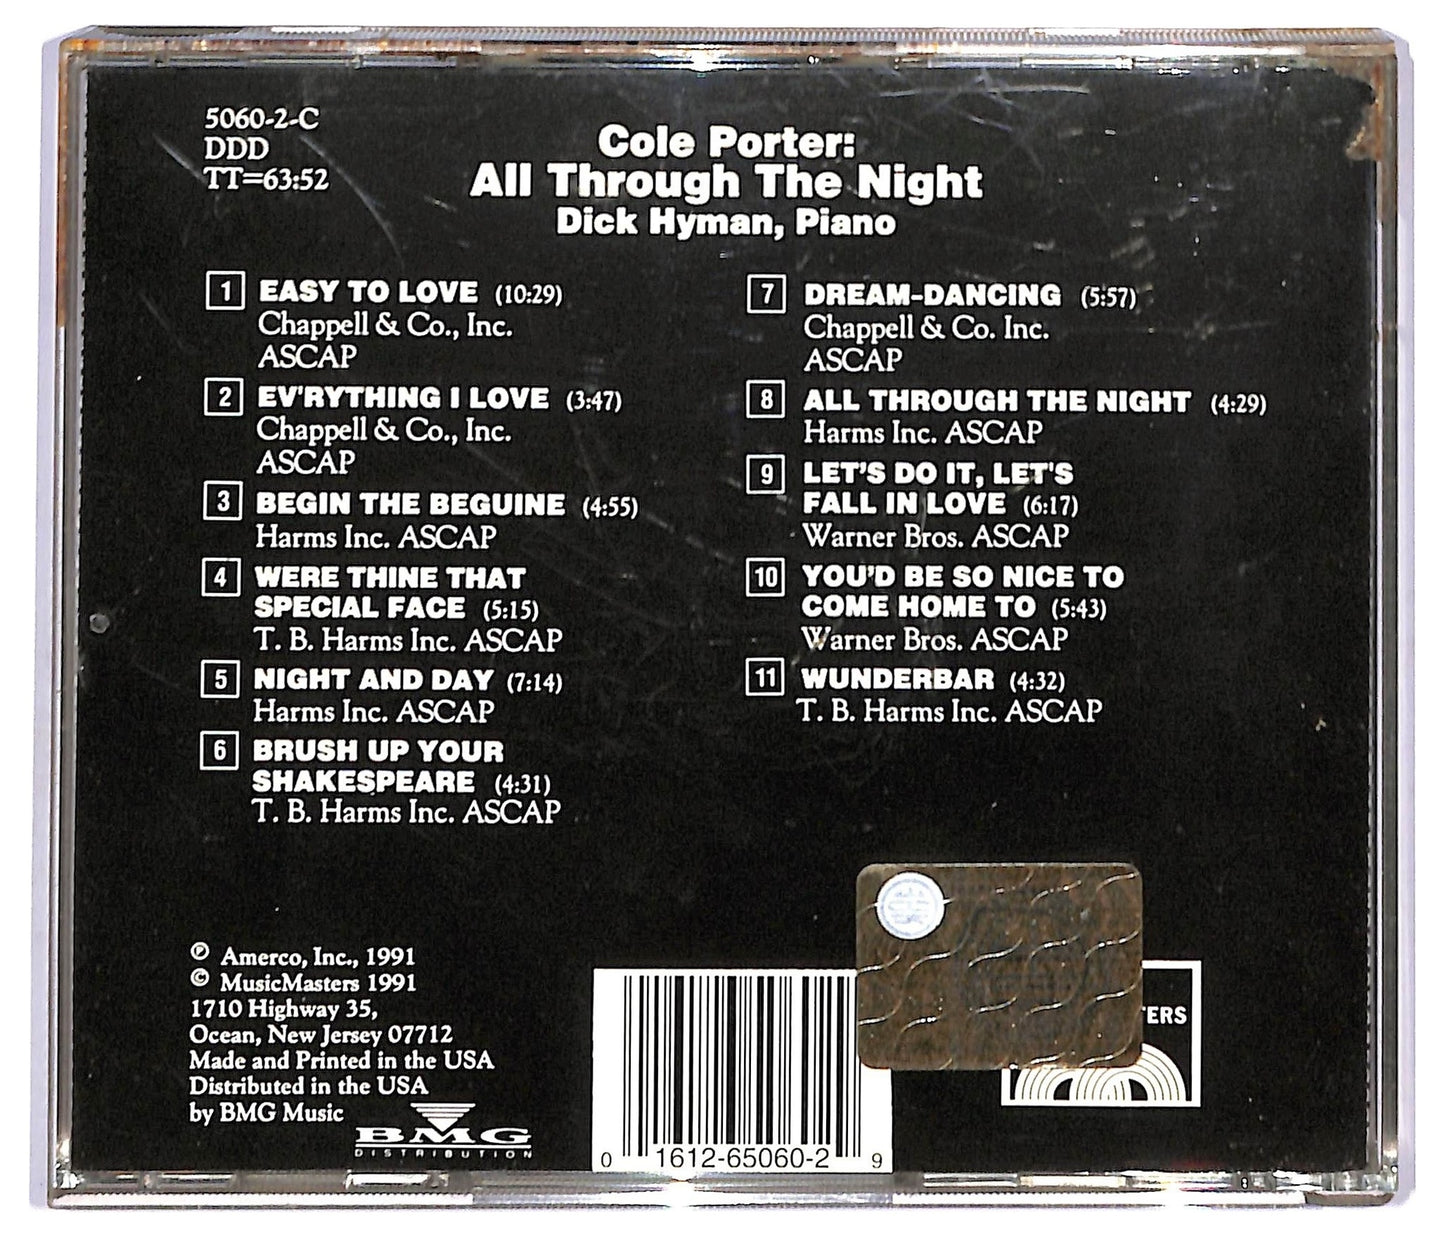 5060-2-C
DDD
TT=63:52
Cole Porter:
All Through The Night
Dick Hyman, Piano
1 EASY TO LOVE (10:29)
Chappell & Co., Inc.
ASCAP
2 EV'RYTHING I LOVE (3:47)
Chappell & Co., Inc.
ASCAP
3 BEGIN THE BEGUINE (4:55)
Harms Inc. ASCAP
4 WERE THINE THAT
SPECIAL FACE (5:15)
T. B. Harms Inc. ASCAP
5 NIGHT AND DAY (7:14)
Harms Inc. ASCAP
6 BRUSH UP YOUR
SHAKESPEARE (4:31)
T. B. Harms Inc. ASCAP
7 DREAM-DANCING (5:57)
Chappell & Co. Inc.
ASCAP
8 ALL THROUGH THE NIGHT (4:29)
Harms Inc. ASCAP
9 LET'S DO IT, LET'S
FALL IN LOVE (6:17)
Warner Bros. ASCAP
10 YOU'D BE SO NICE TO
COME HOME TO (5:43)
Warner Bros. ASCAP
11 WUNDERBAR (4:32)
T. B. Harms Inc. ASCAP
℗ Amerco, Inc., 1991
© MusicMasters 1991
1710 Highway 35,
Ocean, New Jersey 07712
Made and Printed in the USA
Distributed in the USA
by BMG Music
BMG
DISTRIBUTION
0 1612-65060-2 9
TERS